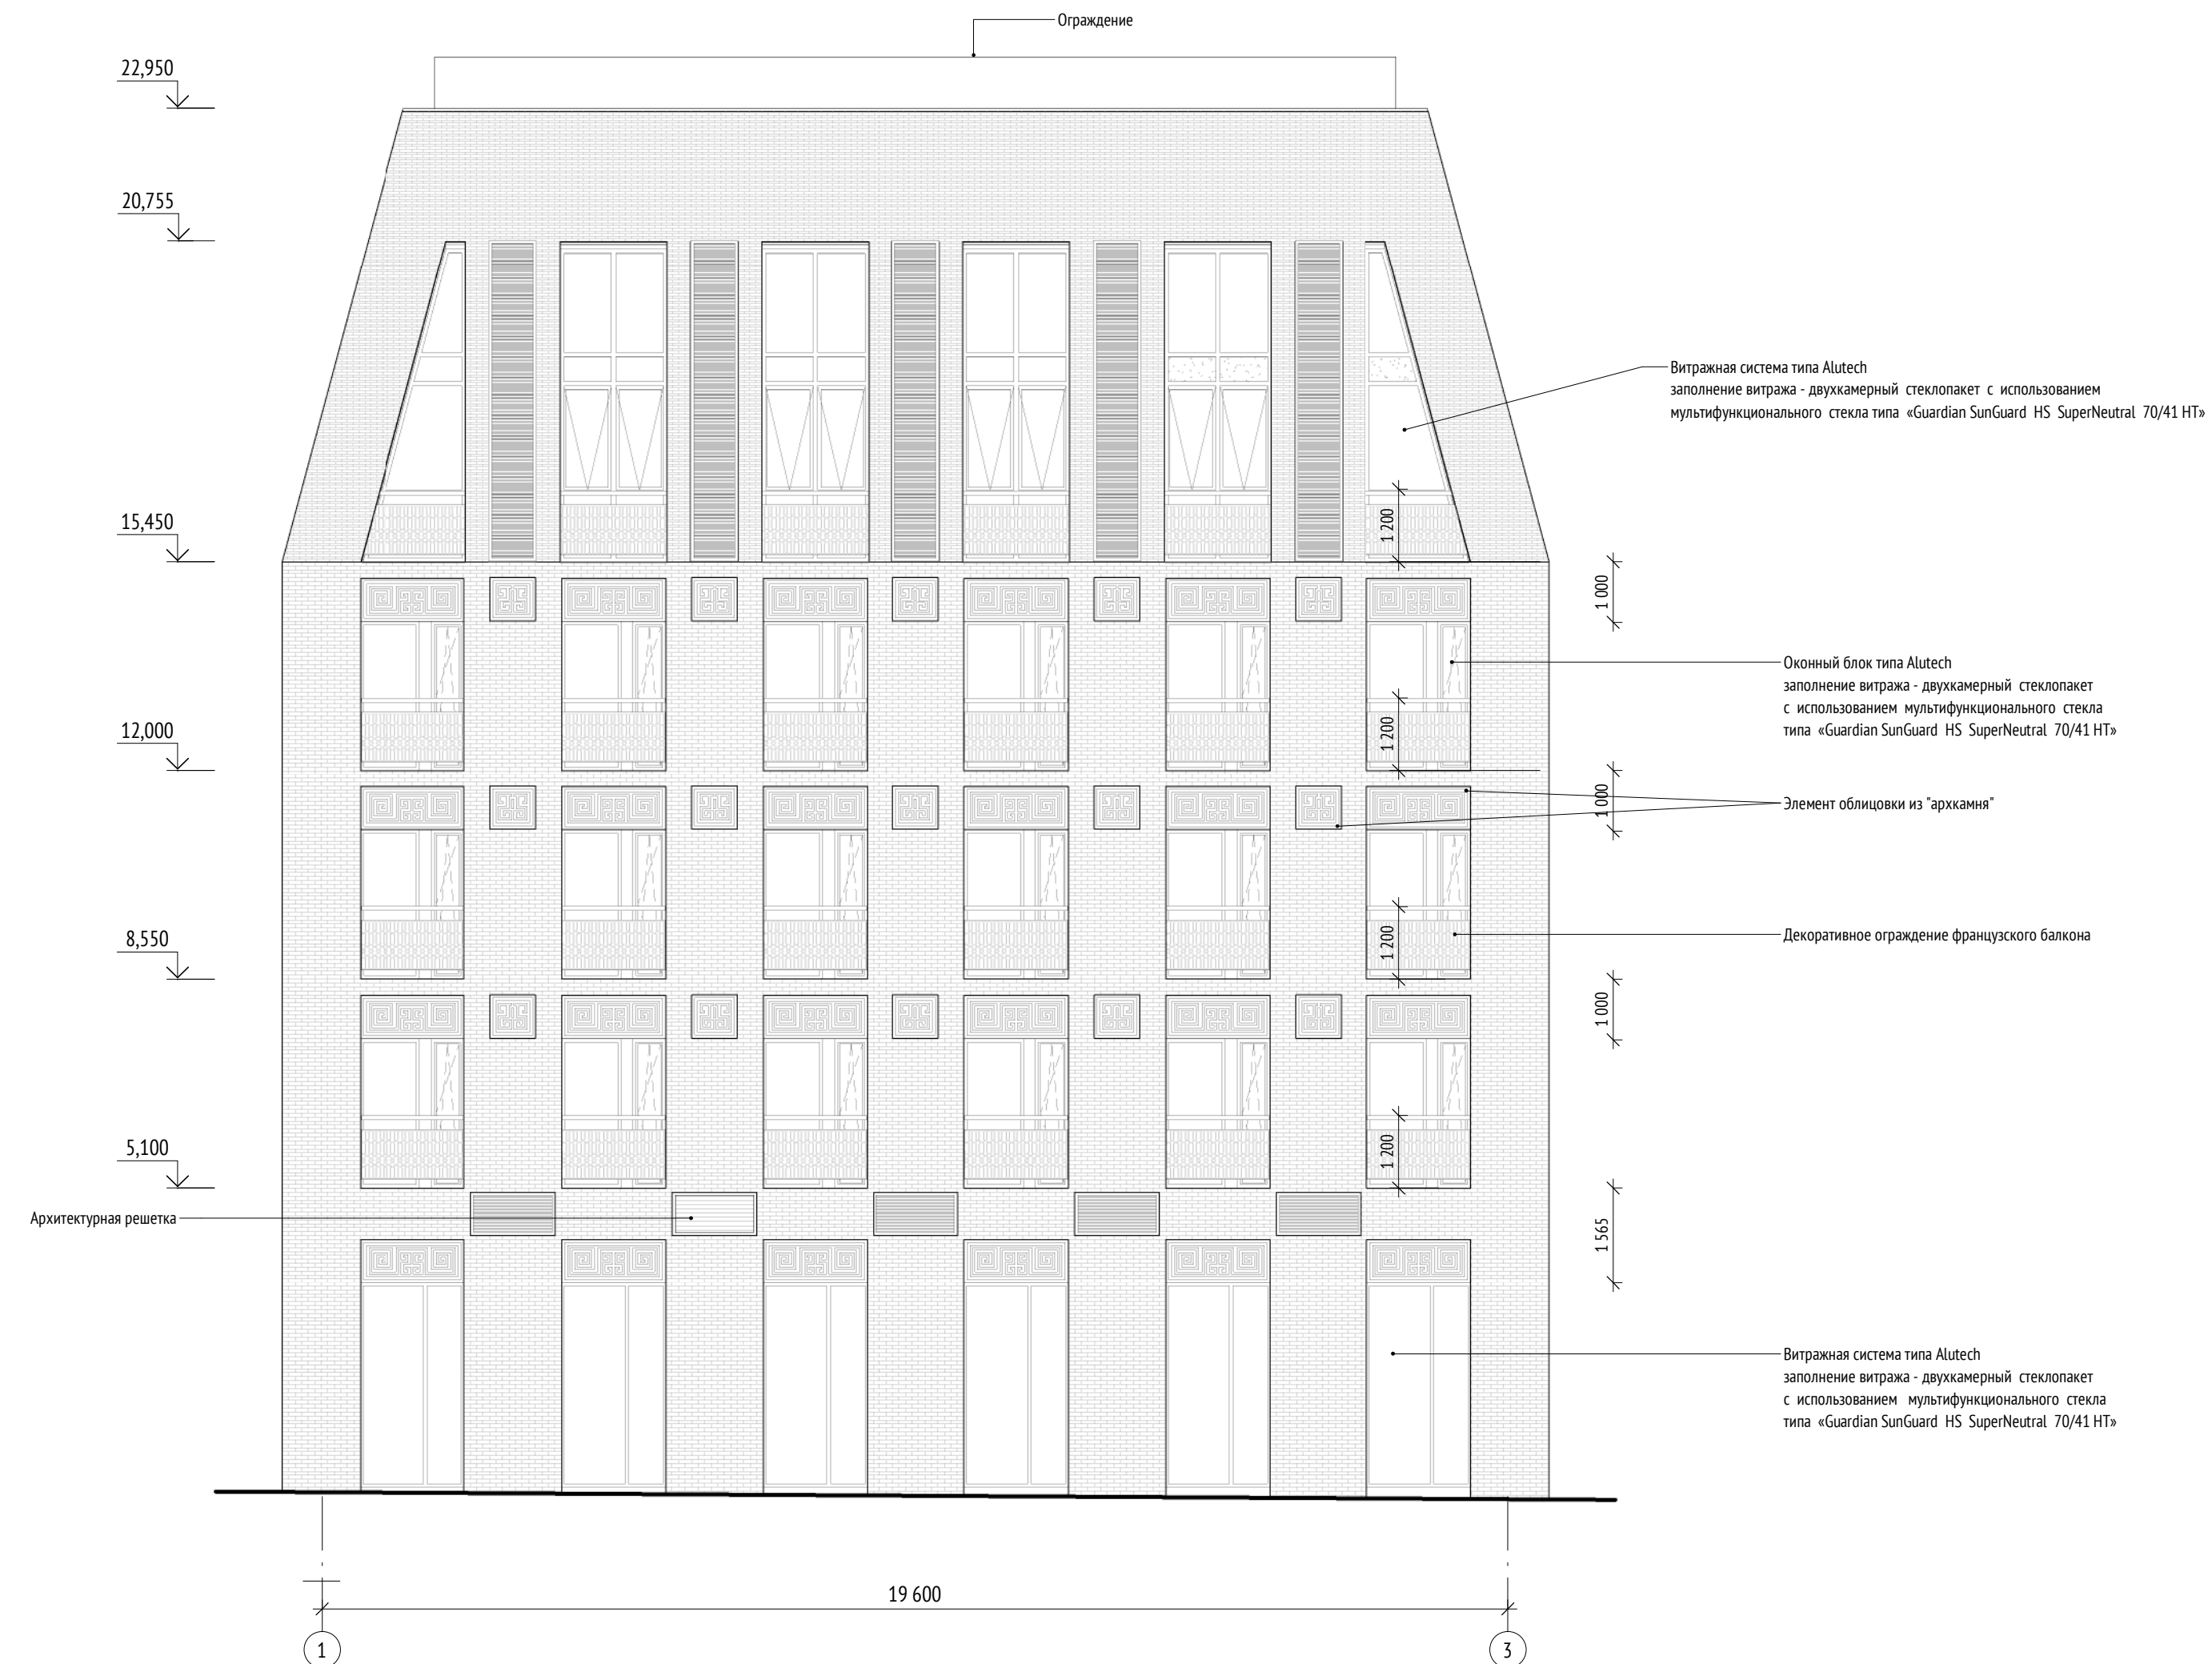 Ограждение
22,950
20,755
Витражная система типа Alutech
заполнение витража - двухкамерный стеклопакет с использованием
мультифункционального стекла типа «Guardian SunGuard HS SuperNeutral 70/41 HT»
15,450
1 200
1 000
Оконный блок типа Alutech
заполнение витража - двухкамерный стеклопакет
с использованием мультифункционального стекла
типа «Guardian SunGuard HS SuperNeutral 70/41 HT»
12,000
1 200
1 000
Элемент облицовки из "архкамня"
8,550
1 200
Декоративное ограждение французского балкона
1 000
5,100
1 200
Архитектурная решетка
1 565
Витражная система типа Alutech
заполнение витража - двухкамерный стеклопакет
с использованием мультифункционального стекла
типа «Guardian SunGuard HS SuperNeutral 70/41 HT»
19 600
1
3